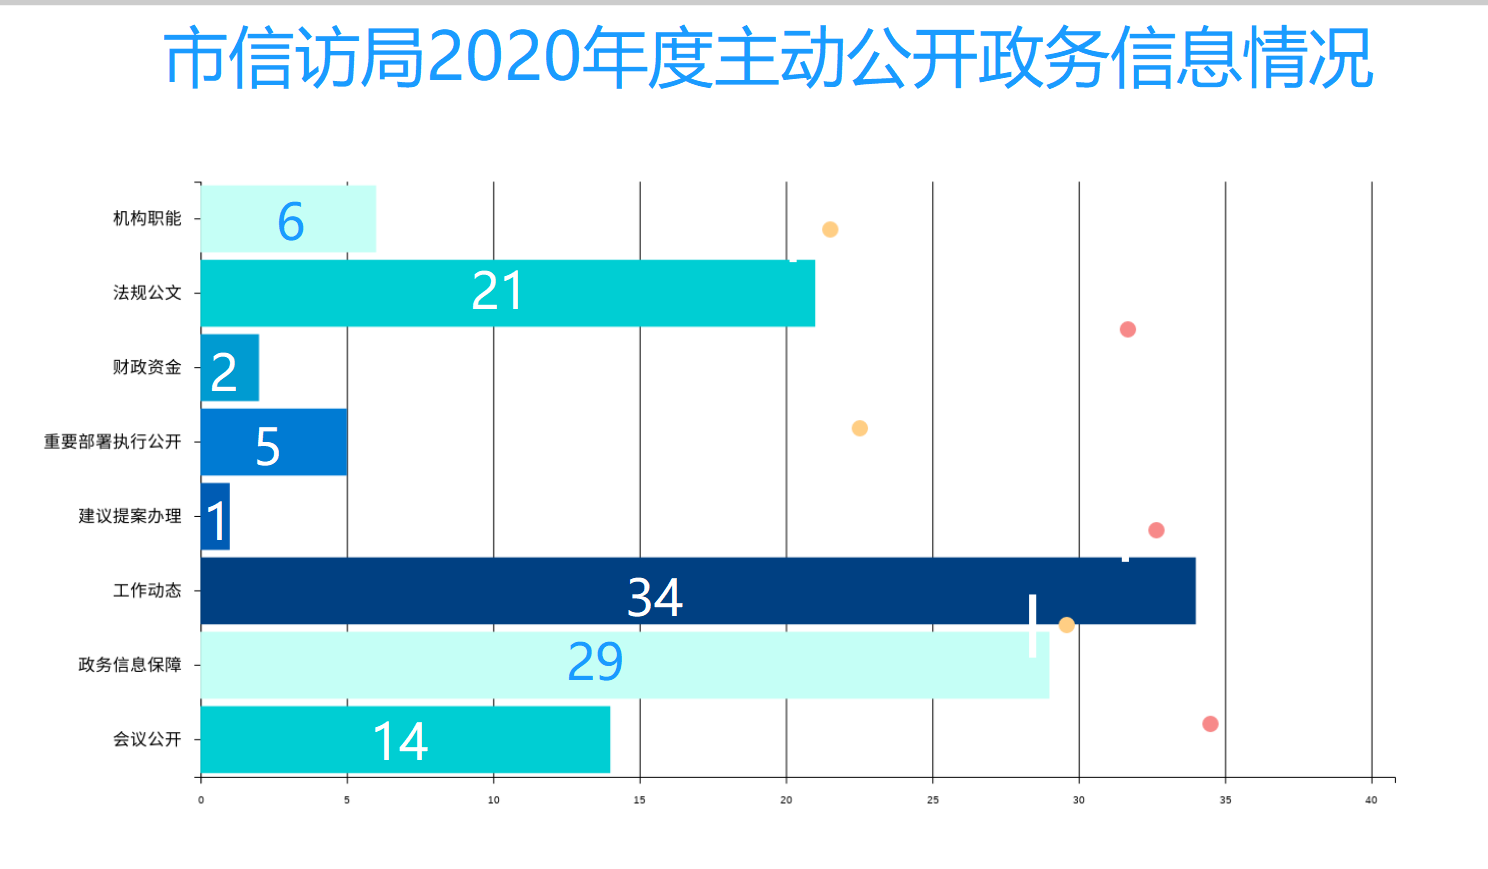 市信访局2020年度主动公开政务信息情况
机构职能 6
法规公文 21
财政资金 2
重要部署执行公开 5
建议提案办理 1
工作动态 34
政务信息保障 29
会议公开 14
0 5 10 15 20 25 30 35 40